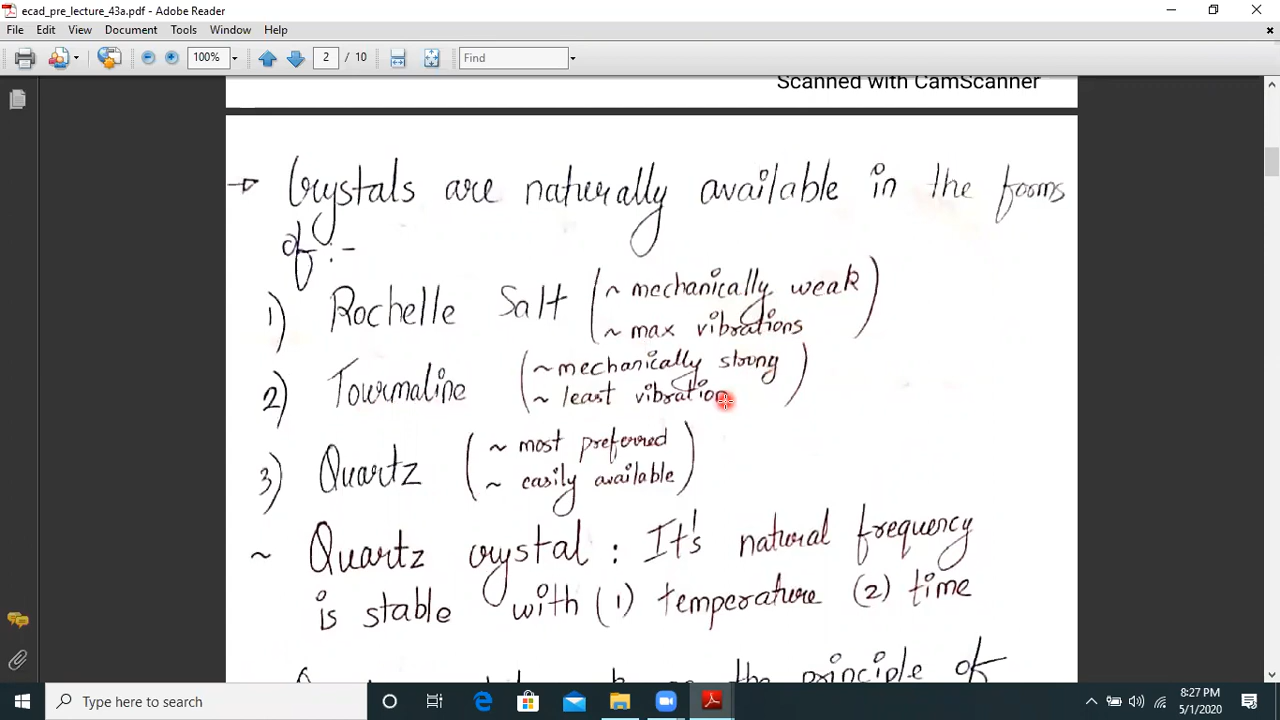 ecad_pre_lecture_43a.pdf - Adobe Reader
File Edit View Document Tools Window Help
2 / 10 100% Find
Scanned with CamScanner
→ Crystals are naturally available in the forms
of :-
1) Rochelle Salt (~ mechanically weak
~ max vibrations)
2) Tourmaline (~ mechanically strong
~ least vibration)
3) Quartz (~ most preferred
~ easily available)
~ Quartz crystal : It's natural frequency
is stable with (1) temperature (2) time
the principle of
Type here to search
8:27 PM
5/1/2020